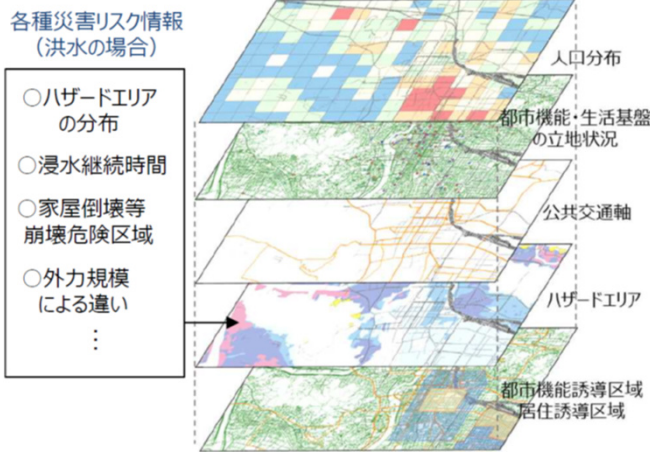 各種災害リスク情報
（洪水の場合）
○ハザードエリア
の分布
○浸水継続時間
○家屋倒壊等
崩壊危険区域
○外力規模
による違い
⋮
人口分布
都市機能・生活基盤
の立地状況
公共交通軸
ハザードエリア
都市機能誘導区域
居住誘導区域